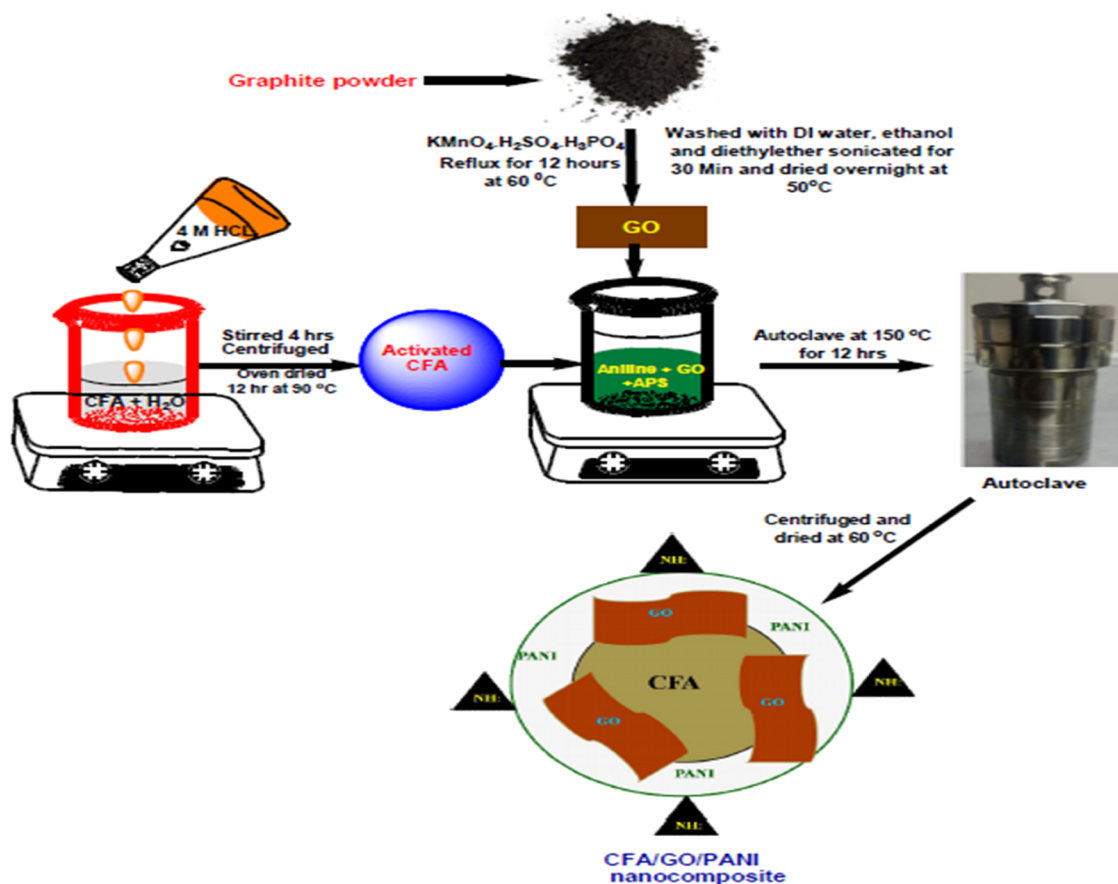 Graphite powder
KMnO4.H2SO4.H3PO4
Reflux for 12 hours
at 60 ⁰C
Washed with DI water, ethanol
and diethylether sonicated for
30 Min and dried overnight at
50°C
GO
4 M HCL
CFA + H2O
Stirred 4 hrs
Centrifuged
Oven dried
12 hr at 90 °C
Activated
CFA
Aniline + GO
+APS
Autoclave at 150 °C
for 12 hrs
Autoclave
Centrifuged and
dried at 60 °C
NH:
GO
PANI
PANI
CFA
GO
NH:
NH:
GO
PANI
NH:
CFA/GO/PANI
nanocomposite